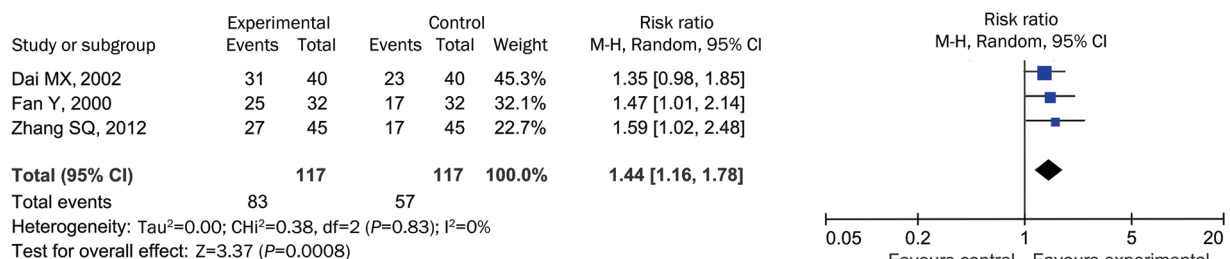 Experimental Control Risk ratio Risk ratio
Study or subgroup Events Total Events Total Weight M-H, Random, 95% CI M-H, Random, 95% CI
Dai MX, 2002 31 40 23 40 45.3% 1.35 [0.98, 1.85]
Fan Y, 2000 25 32 17 32 32.1% 1.47 [1.01, 2.14]
Zhang SQ, 2012 27 45 17 45 22.7% 1.59 [1.02, 2.48]
Total (95% CI) 117 117 100.0% 1.44 [1.16, 1.78]
Total events 83 57
Heterogeneity: Tau²=0.00; CHi²=0.38, df=2 (P=0.83); I²=0%
Test for overall effect: Z=3.37 (P=0.0008)
0.05 0.2 1 5 20
Favours control Favours experimental